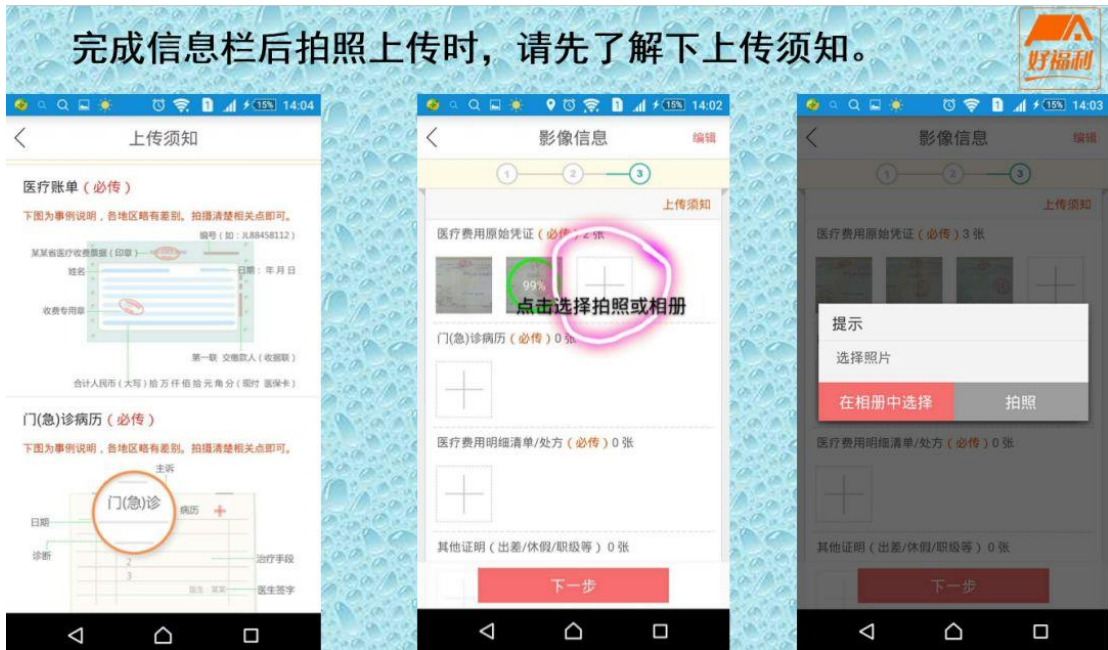 完成信息栏后拍照上传时，请先了解下上传须知。
好福利
15% 14:04
上传须知
医疗账单（必传）
下图为事例说明，各地区略有差别。拍摄清楚相关点即可。
编号（如：JL88458112）
某某省医疗收费票据（印章）
姓名
日期：年月日
收费专用章
第一联 交缴款人（收据联）
合计人民币（大写）拾万仟佰拾元角分（现付 医保卡）
门(急)诊病历（必传）
下图为事例说明，各地区略有差别。拍摄清楚相关点即可。
主诉
门(急)诊
病历
日期
诊断
2
治疗手段
3
医生：某某
医生签字
15% 14:02
影像信息
编辑
1 2 3
上传须知
医疗费用原始凭证（必传）2 张
99%
点击选择拍照或相册
门(急)诊病历（必传）0 张
医疗费用明细清单/处方（必传）0 张
其他证明（出差/休假/职级等）0 张
下一步
15% 14:03
影像信息
编辑
1 2 3
上传须知
医疗费用原始凭证（必传）3 张
提示
选择照片
在相册中选择
拍照
医疗费用明细清单/处方（必传）0 张
其他证明（出差/休假/职级等）0 张
下一步